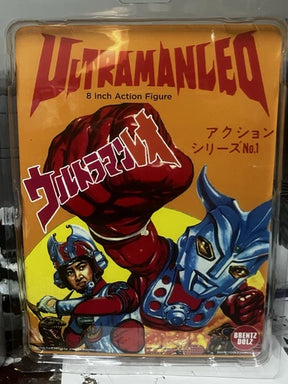 ULTRAMANLEO
8 Inch Action Figure
アクション
シリーズNo.1
ウルトラマンレオ
BRENTZ
DOLZ